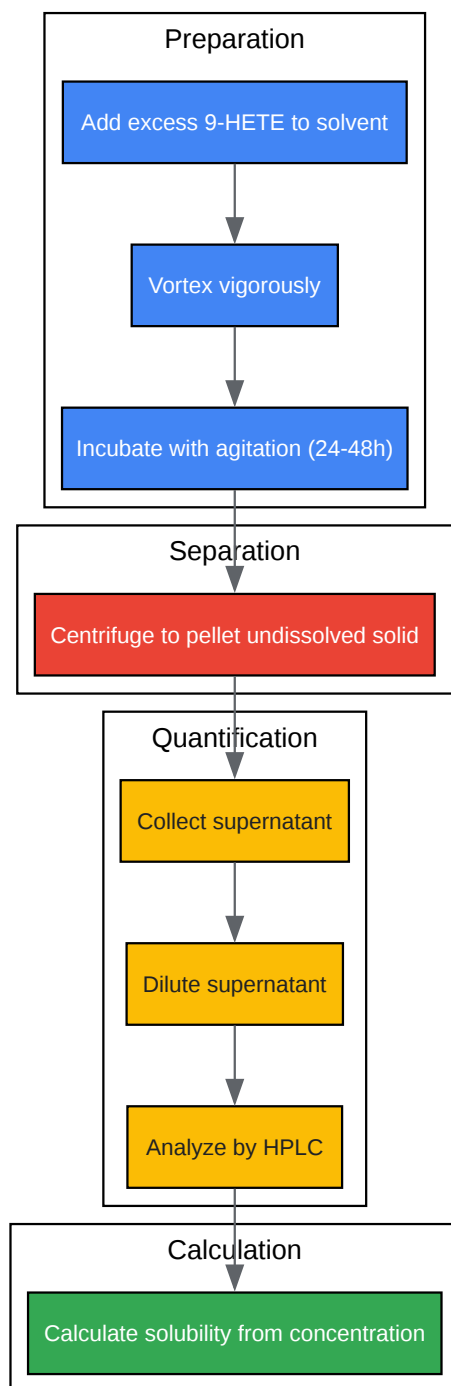 Preparation
Add excess 9-HETE to solvent
Vortex vigorously
Incubate with agitation (24-48h)
Separation
Centrifuge to pellet undissolved solid
Quantification
Collect supernatant
Dilute supernatant
Analyze by HPLC
Calculation
Calculate solubility from concentration